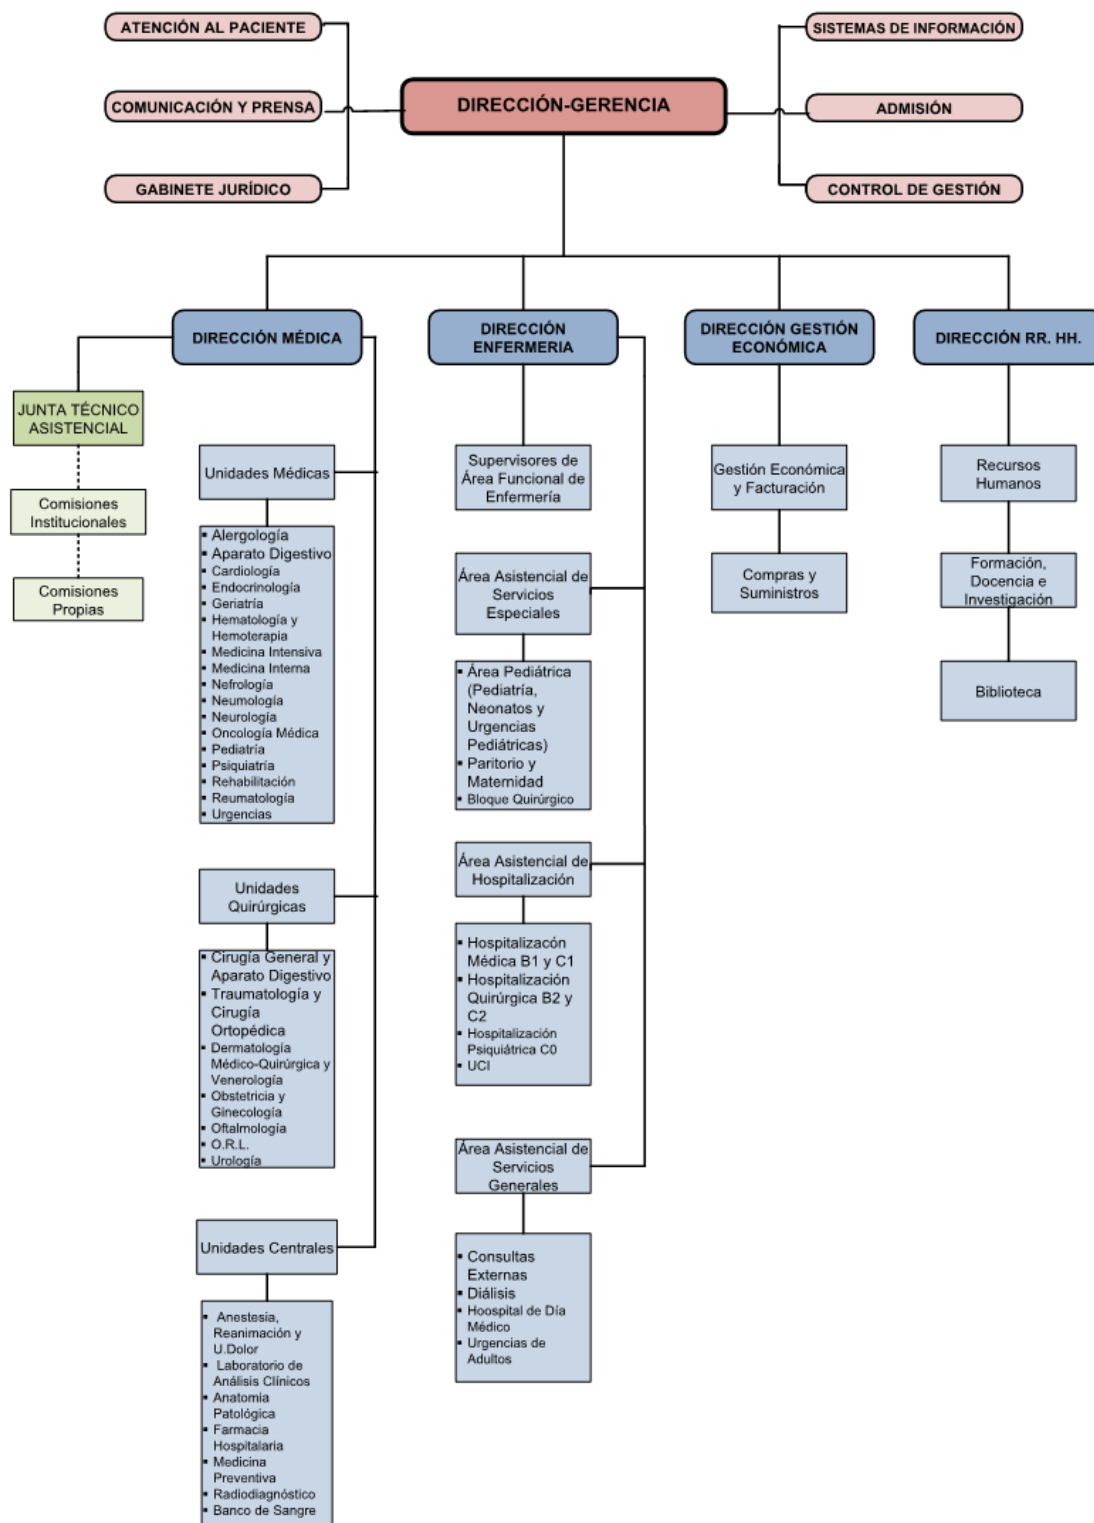 ATENCIÓN AL PACIENTE
SISTEMAS DE INFORMACIÓN
DIRECCIÓN-GERENCIA
COMUNICACIÓN Y PRENSA
ADMISIÓN
GABINETE JURÍDICO
CONTROL DE GESTIÓN
DIRECCIÓN MÉDICA
DIRECCIÓN
ENFERMERIA
DIRECCIÓN GESTIÓN
ECONÓMICA
DIRECCIÓN RR. HH.
JUNTA TÉCNICO
ASISTENCIAL
Comisiones
Institucionales
Comisiones
Propias
Unidades Médicas
▪ Alergología
▪ Aparato Digestivo
▪ Cardiología
▪ Endocrinología
▪ Geriatría
▪ Hematología y
Hemoterapia
▪ Medicina Intensiva
▪ Medicina Interna
▪ Nefrología
▪ Neumología
▪ Neurología
▪ Oncología Médica
▪ Pediatría
▪ Psiquiatría
▪ Rehabilitación
▪ Reumatología
▪ Urgencias
Unidades
Quirúrgicas
▪ Cirugía General y
Aparato Digestivo
▪ Traumatología y
Cirugía
Ortopédica
▪ Dermatología
Médico-Quirúrgica y
Venerología
▪ Obstetricia y
Ginecología
▪ Oftalmología
▪ O.R.L.
▪ Urología
Unidades Centrales
▪ Anestesia,
Reanimación y
U.Dolor
▪ Laboratorio de
Análisis Clínicos
▪ Anatomia
Patológica
▪ Farmacia
Hospitalaria
▪ Medicina
Preventiva
▪ Radiodiagnóstico
▪ Banco de Sangre
Supervisores de
Área Funcional de
Enfermería
Área Asistencial de
Servicios
Especiales
▪ Área Pediátrica
(Pediatría,
Neonatos y
Urgencias
Pediátricas)
▪ Paritorio y
Maternidad
▪ Bloque Quirúrgico
Área Asistencial de
Hospitalización
▪ Hospitalizacón
Médica B1 y C1
▪ Hospitalización
Quirúrgica B2 y
C2
▪ Hospitalización
Psiquiátrica C0
▪ UCI
Área Asistencial de
Servicios
Generales
▪ Consultas
Externas
▪ Diálisis
▪ Hoospital de Día
Médico
▪ Urgencias de
Adultos
Gestión Económica
y Facturación
Compras y
Suministros
Recursos
Humanos
Formación,
Docencia e
Investigación
Biblioteca